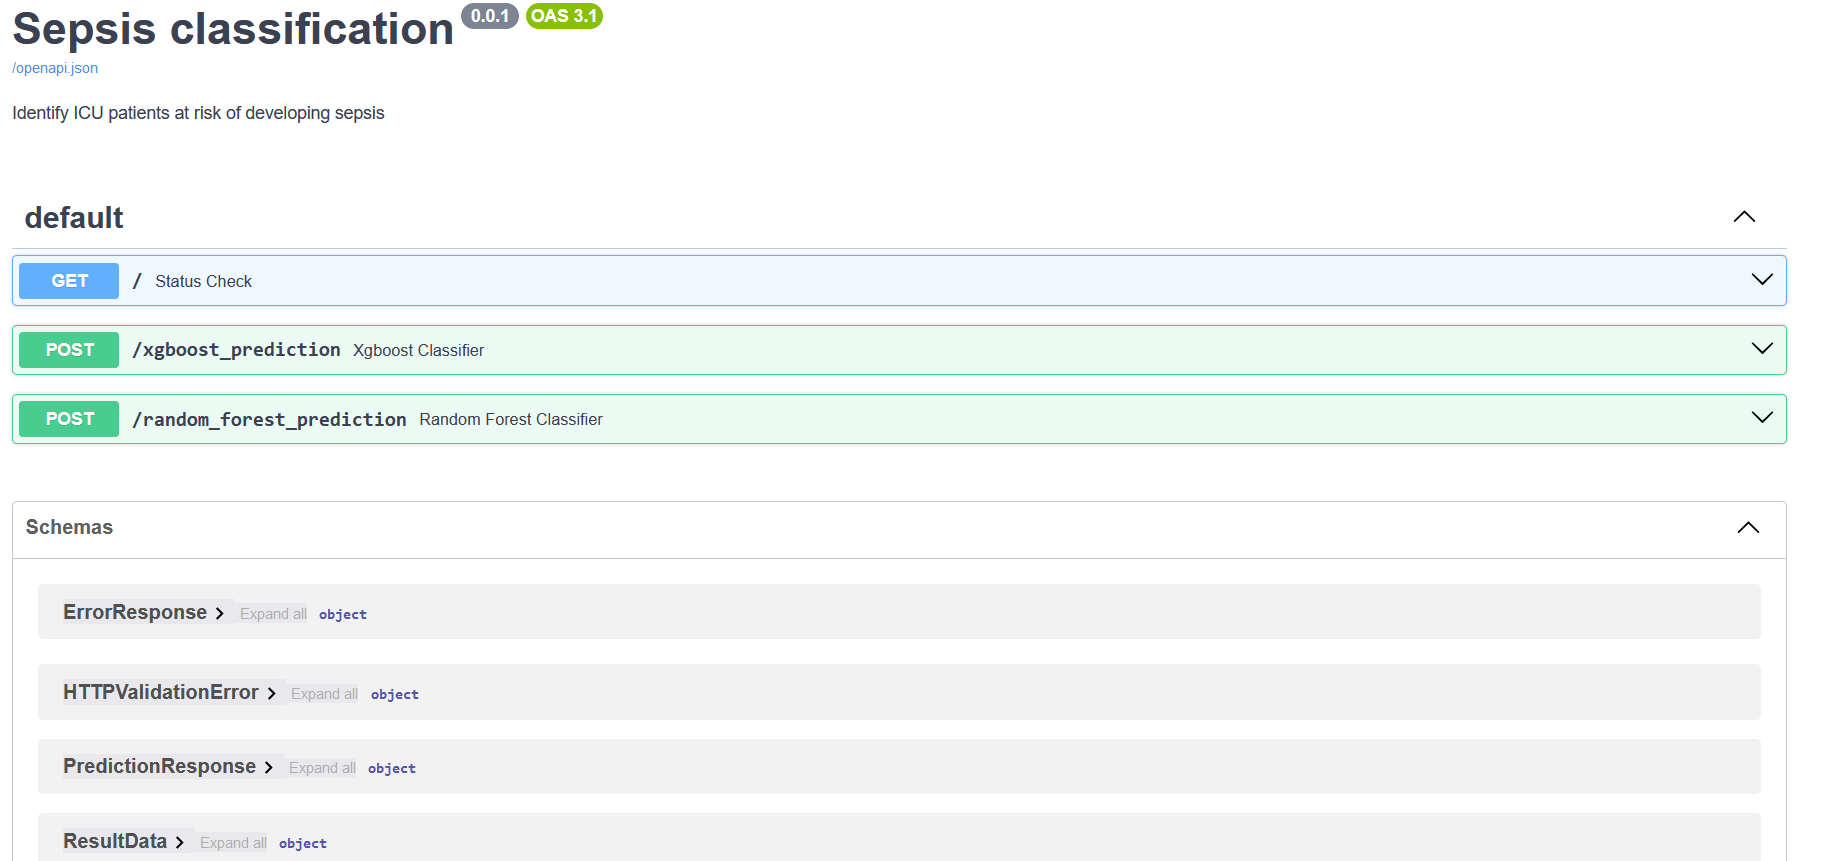 Sepsis classification 0.0.1 OAS 3.1
/openapi.json
Identify ICU patients at risk of developing sepsis
default
GET / Status Check
POST /xgboost_prediction Xgboost Classifier
POST /random_forest_prediction Random Forest Classifier
Schemas
ErrorResponse Expand all object
HTTPValidationError Expand all object
PredictionResponse Expand all object
ResultData Expand all object